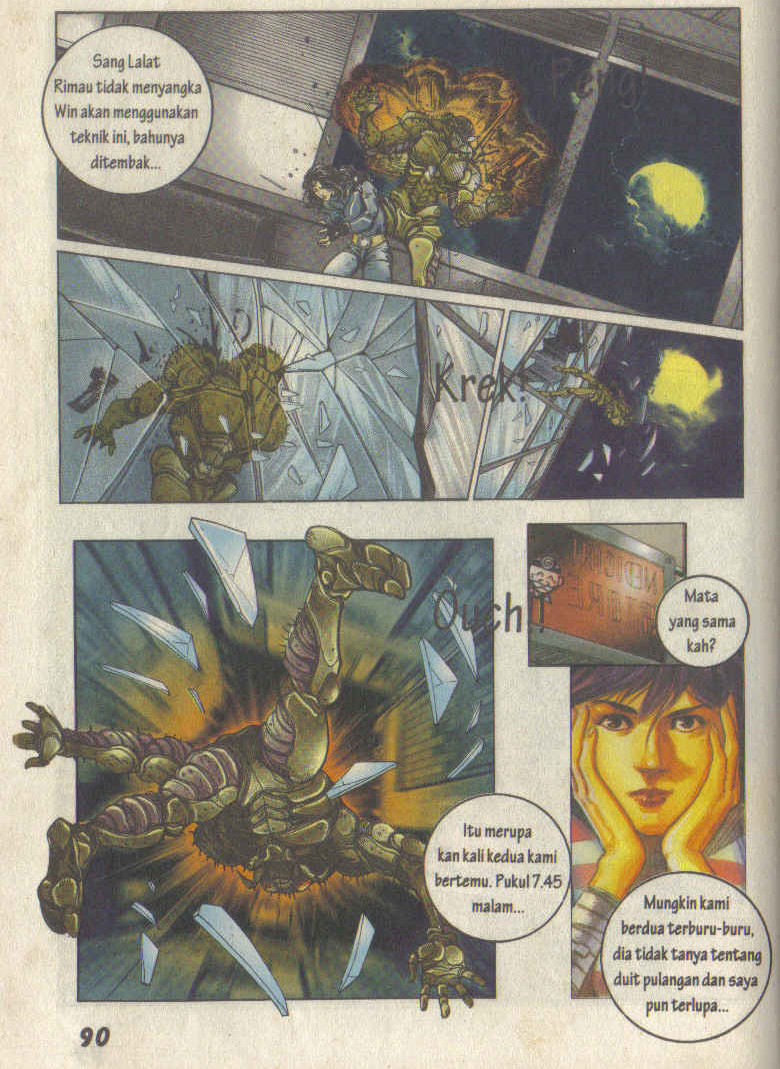 Sang Lalat
Rimau tidak menyangka
Win akan menggunakan
teknik ini, bahunya
ditembak...
Pang!
Krek!
Ouch!!
Mata
yang sama
kah?
Itu merupa
kan kali kedua kami
bertemu. Pukul 7.45
malam...
Mungkin kami
berdua terburu-buru,
dia tidak tanya tentang
duit pulangan dan saya
pun terlupa...
90